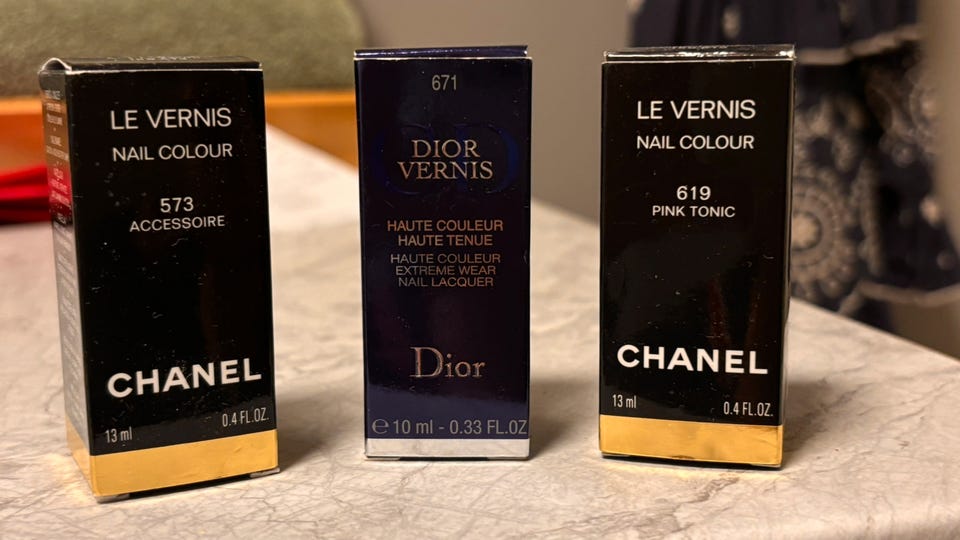 LE VERNIS
NAIL COLOUR
573
ACCESSOIRE
CHANEL
13 ml
0.4 FL.OZ.
671
DIOR
VERNIS
HAUTE COULEUR
HAUTE TENUE
HAUTE COULEUR
EXTREME WEAR
NAIL LACQUER
Dior
℮ 10 ml - 0.33 FL.OZ
LE VERNIS
NAIL COLOUR
619
PINK TONIC
CHANEL
13 ml
0.4 FL.OZ.